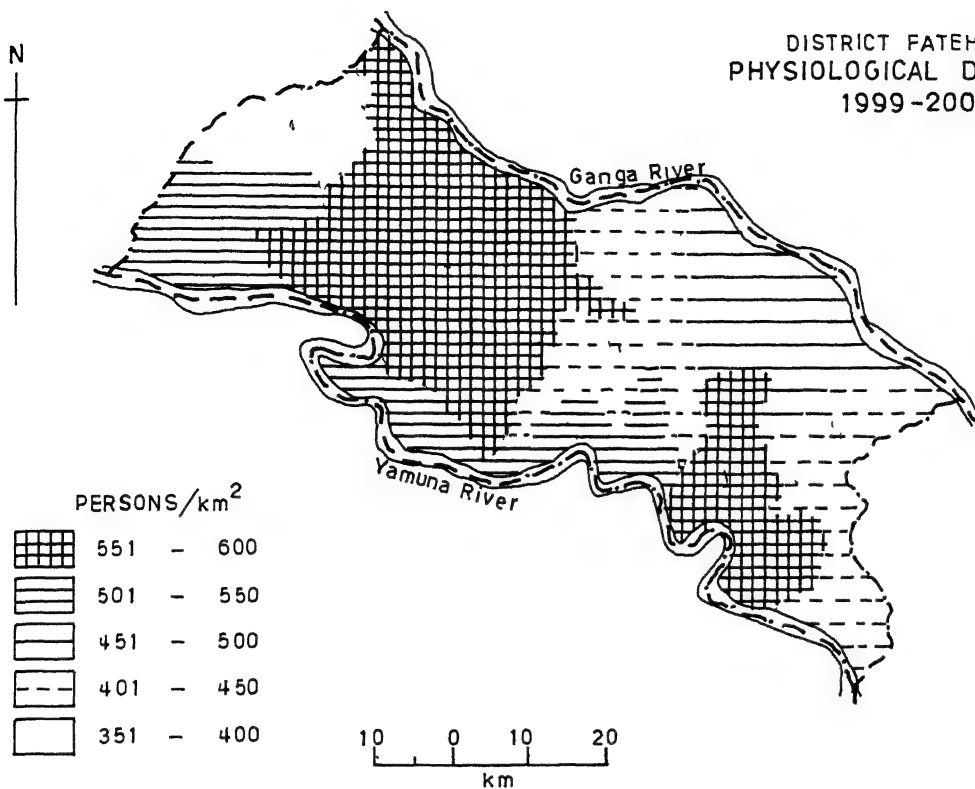 N
DISTRICT FATEH
PHYSIOLOGICAL D
1999-200
Ganga River
Yamuna River
PERSONS/km²
551 - 600
501 - 550
451 - 500
401 - 450
351 - 400
10 0 10 20
km